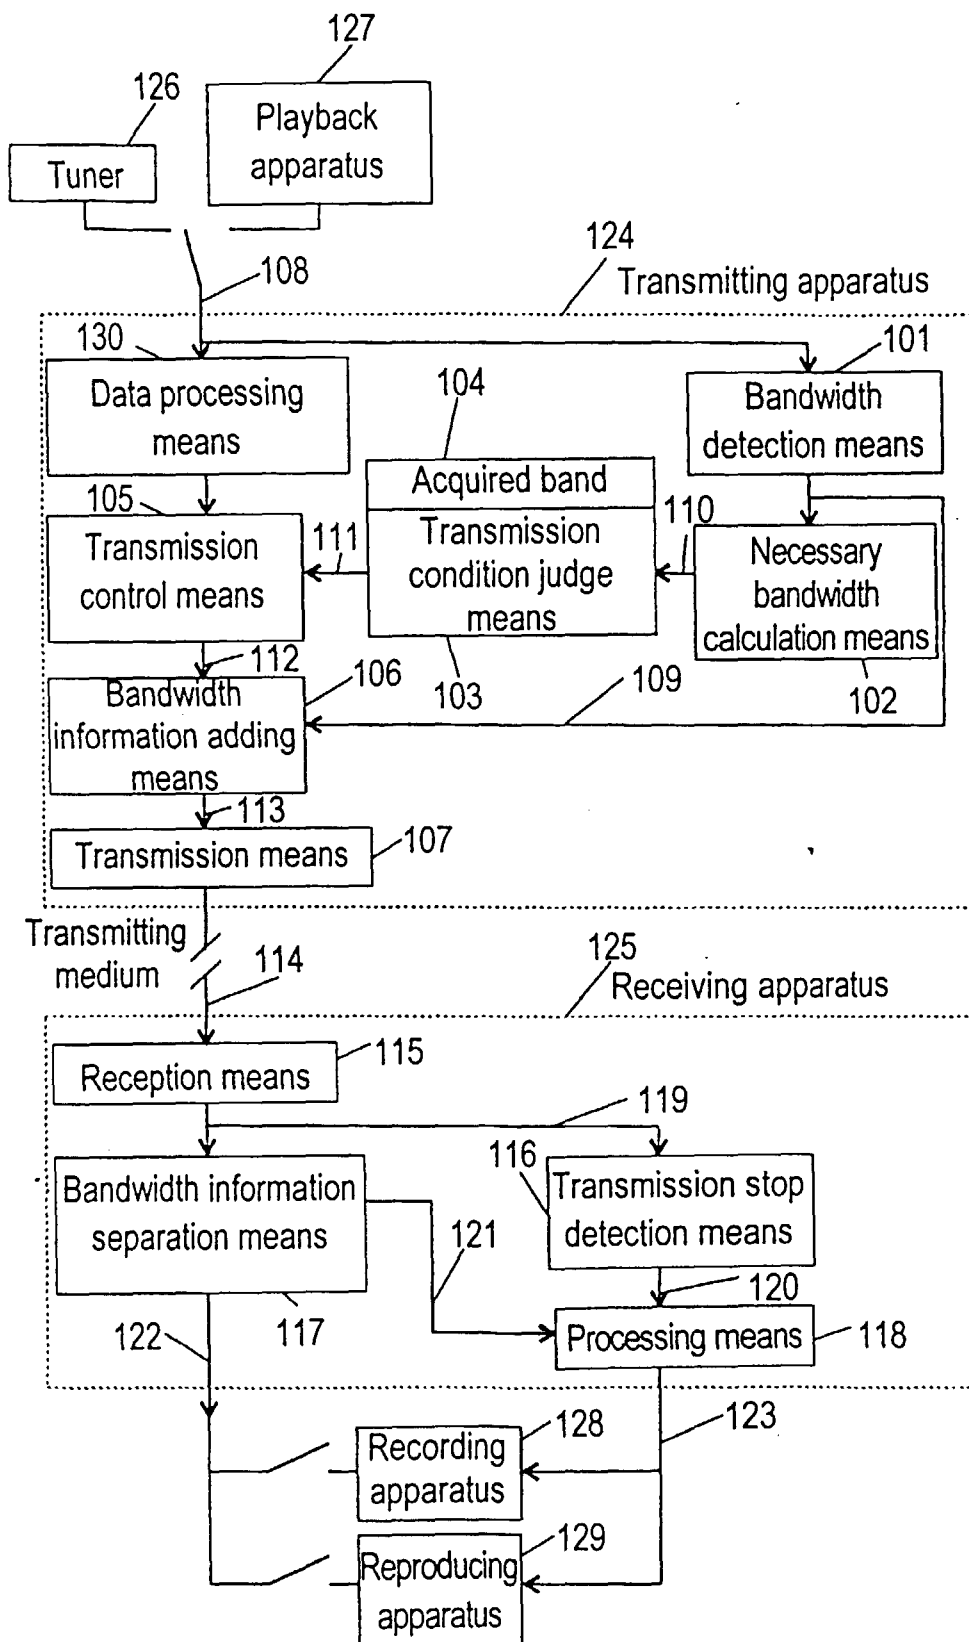 127
126
Playback
apparatus
Tuner
124
108
Transmitting apparatus
130
101
Data processing
means
104
Bandwidth
detection means
Acquired band
105
111
110
Transmission
control means
Transmission
condition judge
means
Necessary
bandwidth
calculation means
112
106
103
109
102
Bandwidth
information adding
means
113
107
Transmission means
Transmitting
medium
114
125
Receiving apparatus
115
Reception means
119
116
Bandwidth information
separation means
Transmission stop
detection means
121
120
122
117
Processing means
118
123
128
Recording
apparatus
129
Reproducing
apparatus